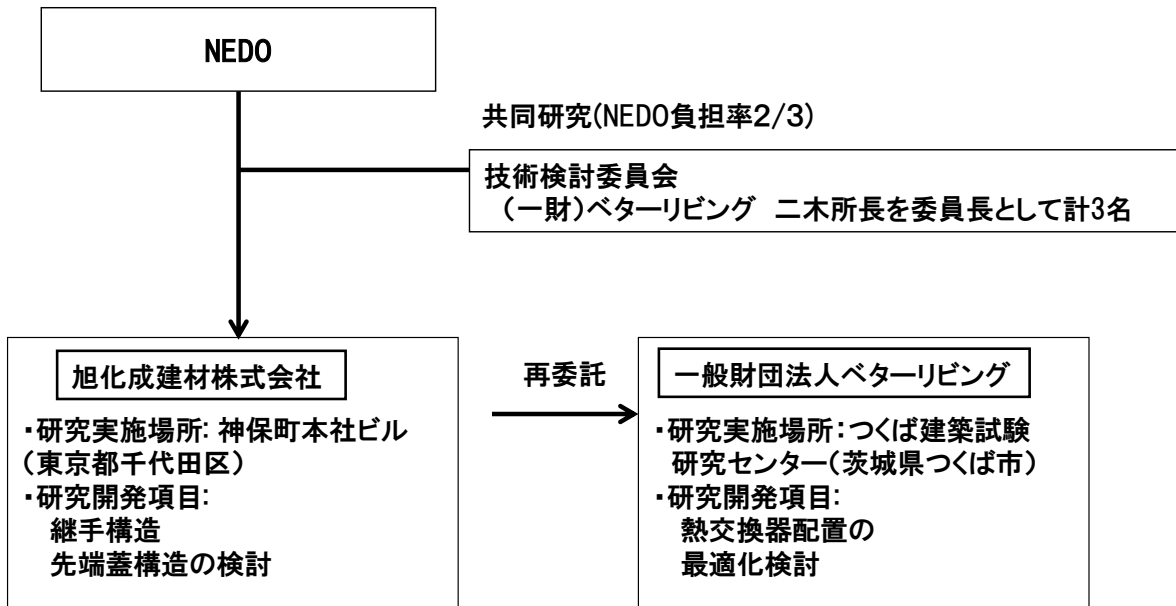 NEDO
共同研究(NEDO負担率2/3)
技術検討委員会
（一財）ベターリビング 二木所長を委員長として計3名
旭化成建材株式会社
・研究実施場所: 神保町本社ビル
（東京都千代田区）
・研究開発項目:
継手構造
先端蓋構造の検討
再委託
一般財団法人ベターリビング
・研究実施場所：つくば建築試験
研究センター（茨城県つくば市）
・研究開発項目:
熱交換器配置の
最適化検討